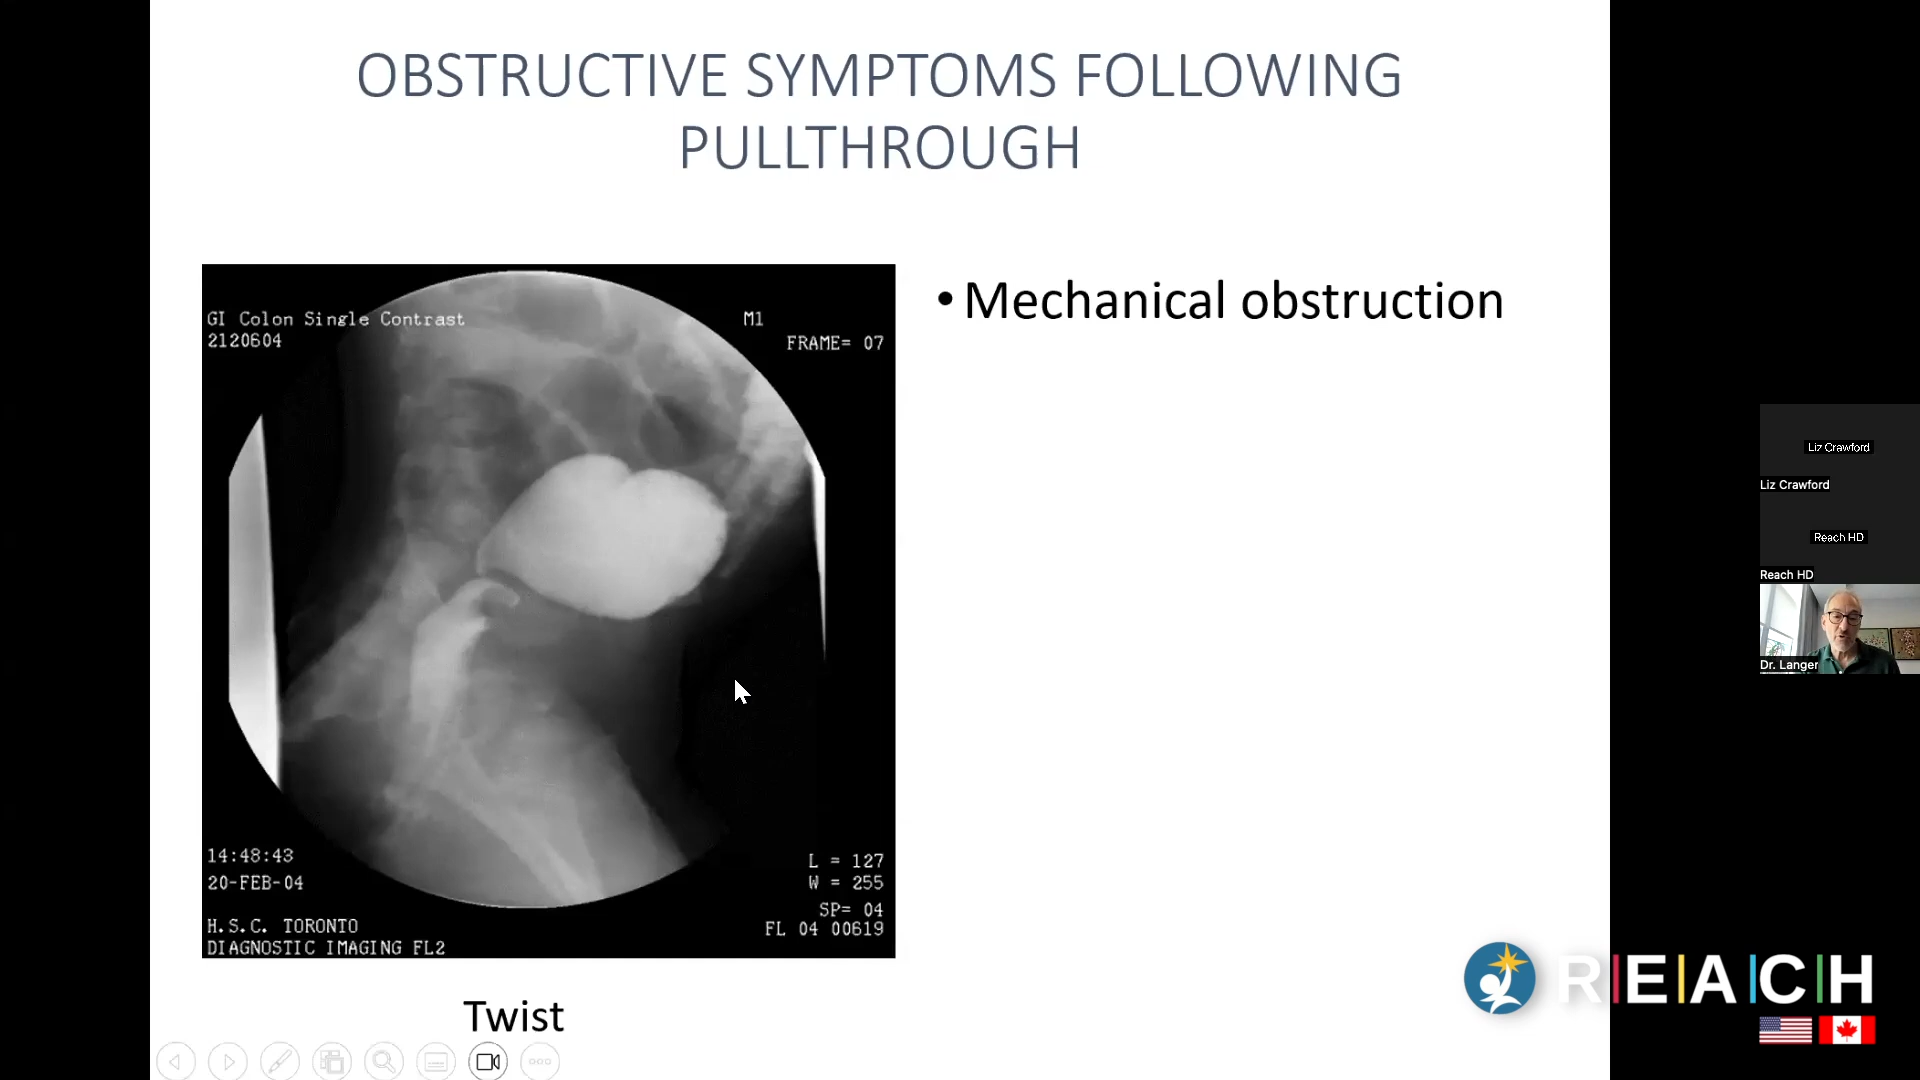 OBSTRUCTIVE SYMPTOMS FOLLOWING
PULLTHROUGH
GI Colon Single Contrast
2120604
M1
FRAME= 07
• Mechanical obstruction
14:48:43
20-FEB-04
H.S.C. TORONTO
DIAGNOSTIC IMAGING FL2
L = 127
W = 255
SP= 04
FL 04 00619
Twist
Liz Crawford
Liz Crawford
Reach HD
Reach HD
Dr. Langer
R|E|A|C|H